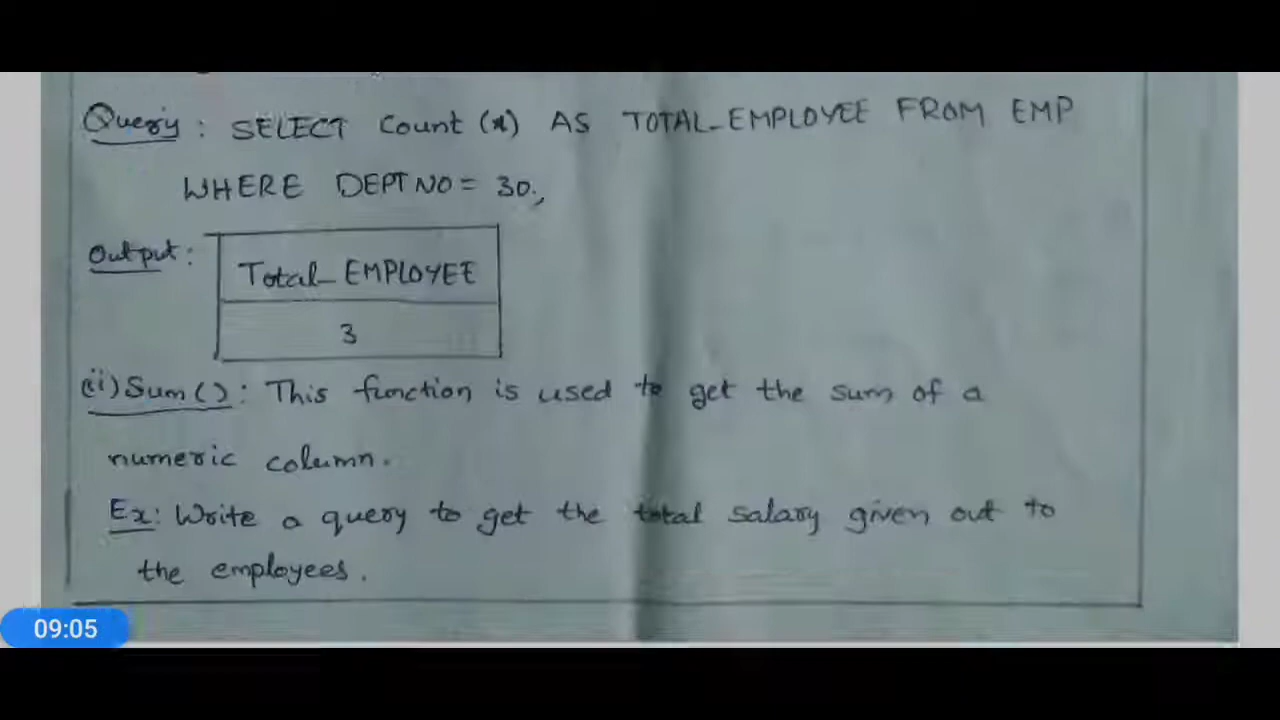 Query : SELECT Count (*) AS TOTAL_EMPLOYEE FROM EMP
WHERE DEPTNO = 30;
Output :
Total_EMPLOYEE
3
(ii) Sum() : This function is used to get the sum of a
numeric column.
Ex: Write a query to get the total salary given out to
the employees.
09:05